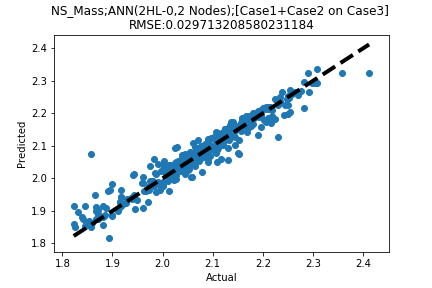 NS_Mass;ANN(2HL-0,2 Nodes);[Case1+Case2 on Case3]
RMSE:0.029713208580231184
2.4
2.3
2.2
2.1
2.0
1.9
1.8
Predicted
1.8 1.9 2.0 2.1 2.2 2.3 2.4
Actual